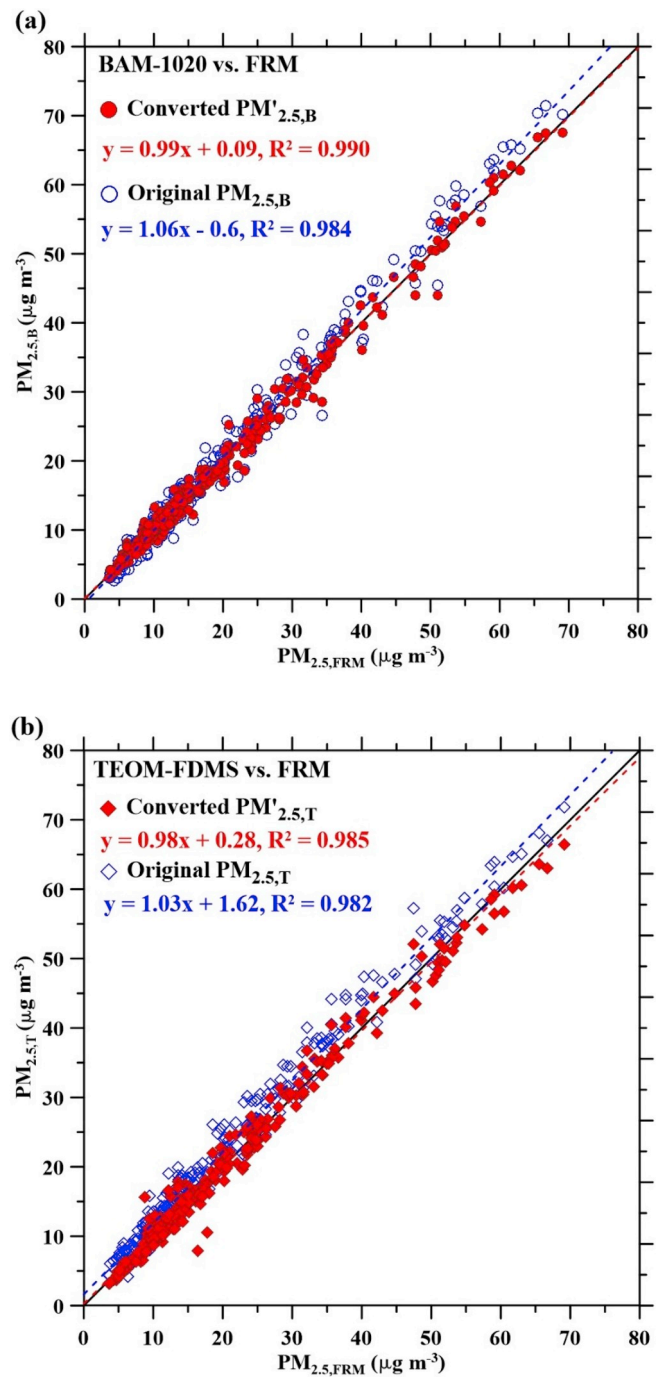 (a)
BAM-1020 vs. FRM
Converted PM'2.5,B
y = 0.99x + 0.09, R² = 0.990
Original PM2.5,B
y = 1.06x - 0.6, R² = 0.984
PM2.5,B (μg m-3)
80
70
60
50
40
30
20
10
0
0 10 20 30 40 50 60 70 80
PM2.5,FRM (μg m-3)
(b)
TEOM-FDMS vs. FRM
Converted PM'2.5,T
y = 0.98x + 0.28, R² = 0.985
Original PM2.5,T
y = 1.03x + 1.62, R² = 0.982
PM2.5,T (μg m-3)
80
70
60
50
40
30
20
10
0
0 10 20 30 40 50 60 70 80
PM2.5,FRM (μg m-3)